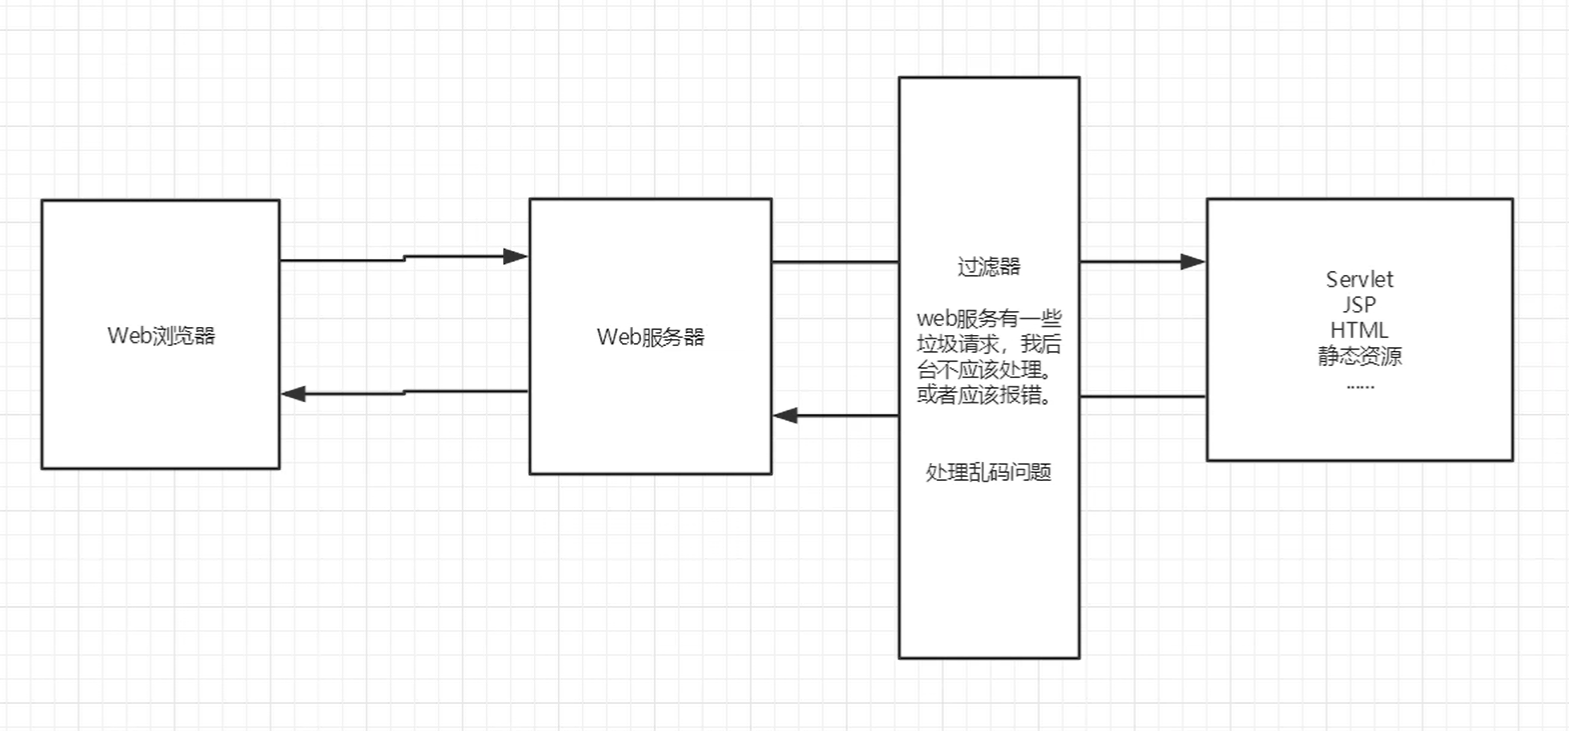 Web浏览器
Web服务器
过滤器
web服务有一些
垃圾请求，我后
台不应该处理。
或者应该报错。
处理乱码问题
Servlet
JSP
HTML
静态资源
......